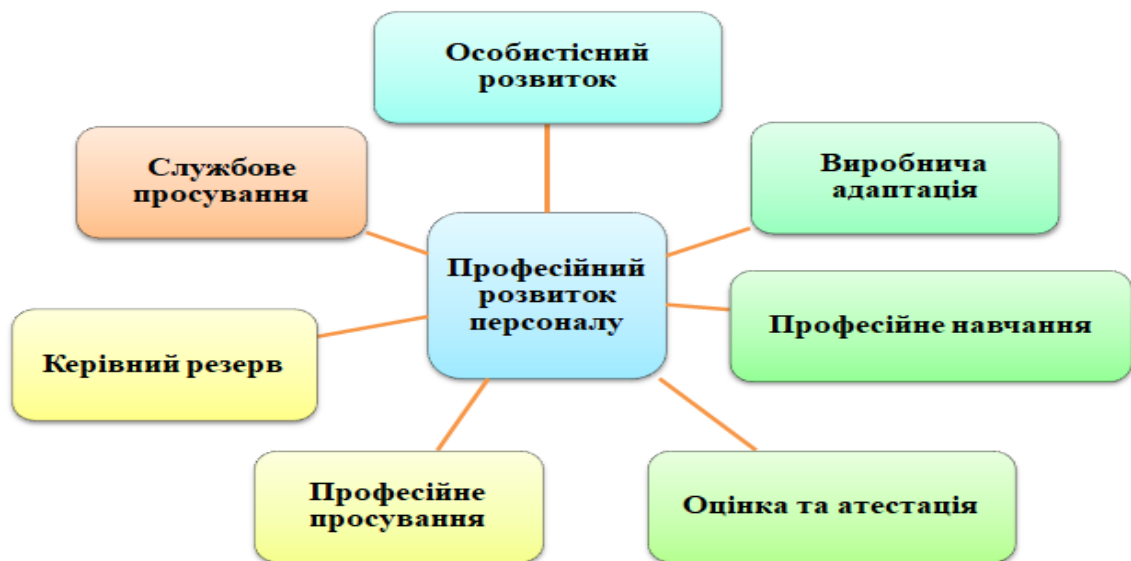 Особистісний
розвиток
Службове
просування
Виробнича
адаптація
Професійний
розвиток
персоналу
Професійне навчання
Керівний резерв
Професійне
просування
Оцінка та атестація